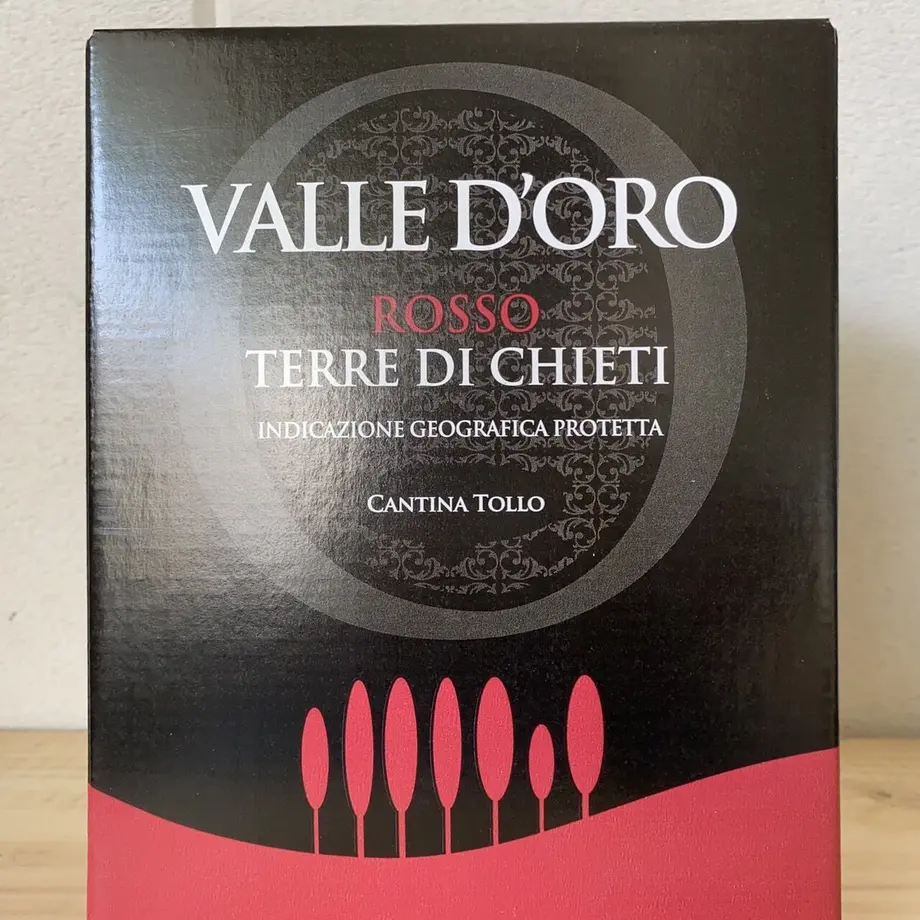 VALLE D'ORO
ROSSO
TERRE DI CHIETI
INDICAZIONE GEOGRAFICA PROTETTA
CANTINA TOLLO